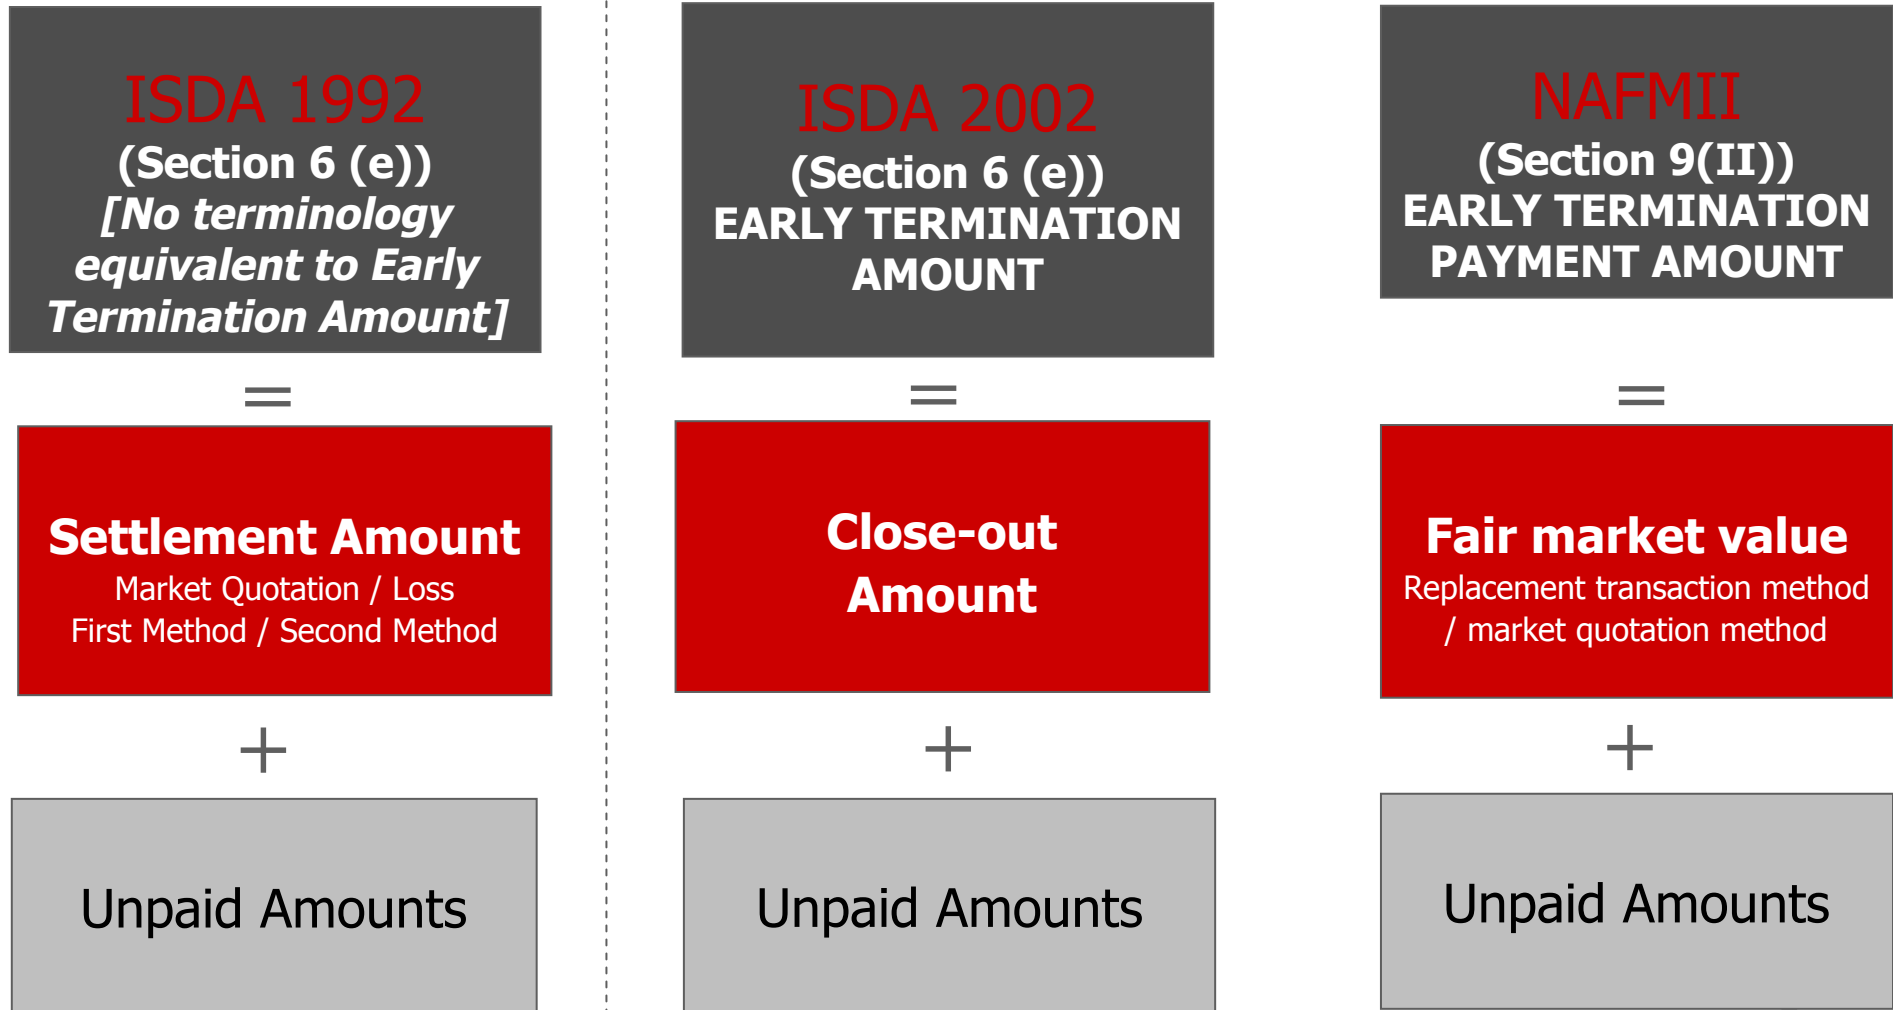 ISDA 1992
(Section 6 (e))
[No terminology
equivalent to Early
Termination Amount]
=
Settlement Amount
Market Quotation / Loss
First Method / Second Method
+
Unpaid Amounts
ISDA 2002
(Section 6 (e))
EARLY TERMINATION
AMOUNT
=
Close-out
Amount
+
Unpaid Amounts
NAFMII
(Section 9(II))
EARLY TERMINATION
PAYMENT AMOUNT
=
Fair market value
Replacement transaction method
/ market quotation method
+
Unpaid Amounts